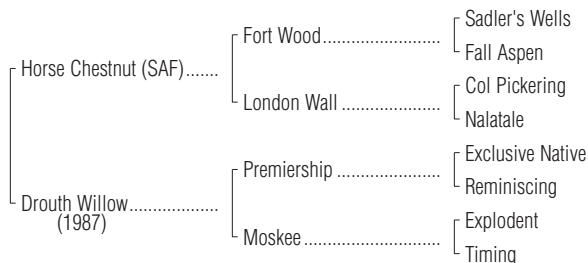 Sadler's Wells
Fort Wood
Fall Aspen
Horse Chestnut (SAF)
Col Pickering
London Wall
Nalatale
Exclusive Native
Premiership
Reminiscing
Drouth Willow
(1987)
Explodent
Moskee
Timing